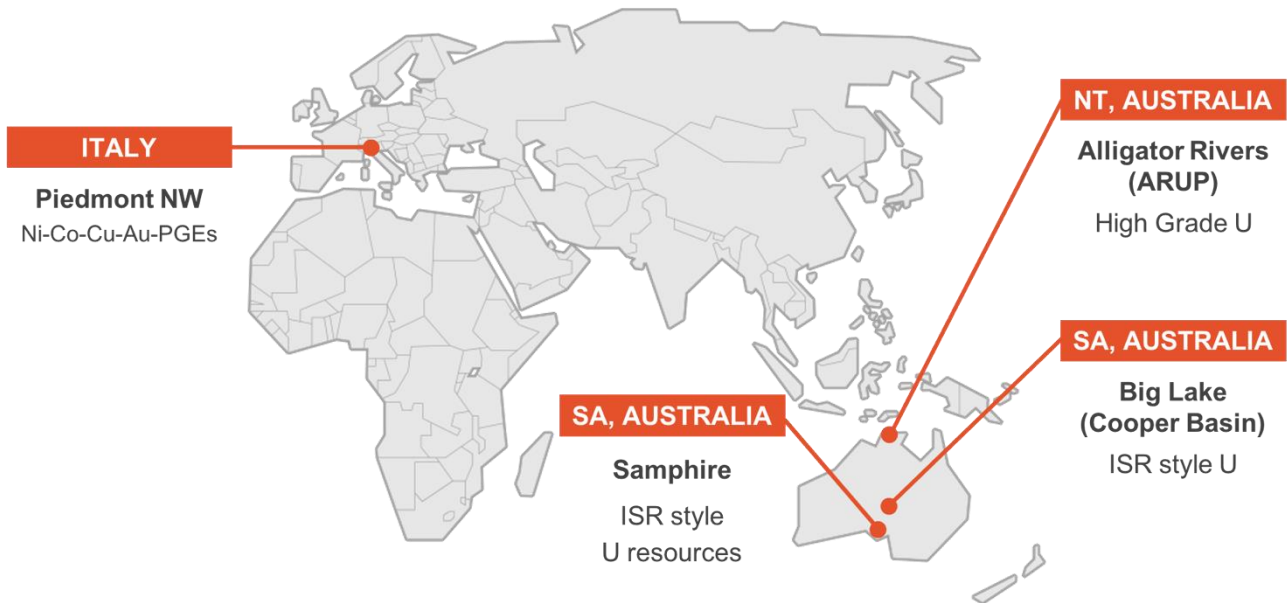 ITALY
Piedmont NW
Ni-Co-Cu-Au-PGEs
NT, AUSTRALIA
Alligator Rivers
(ARUP)
High Grade U
SA, AUSTRALIA
Big Lake
(Cooper Basin)
ISR style U
SA, AUSTRALIA
Samphire
ISR style
U resources